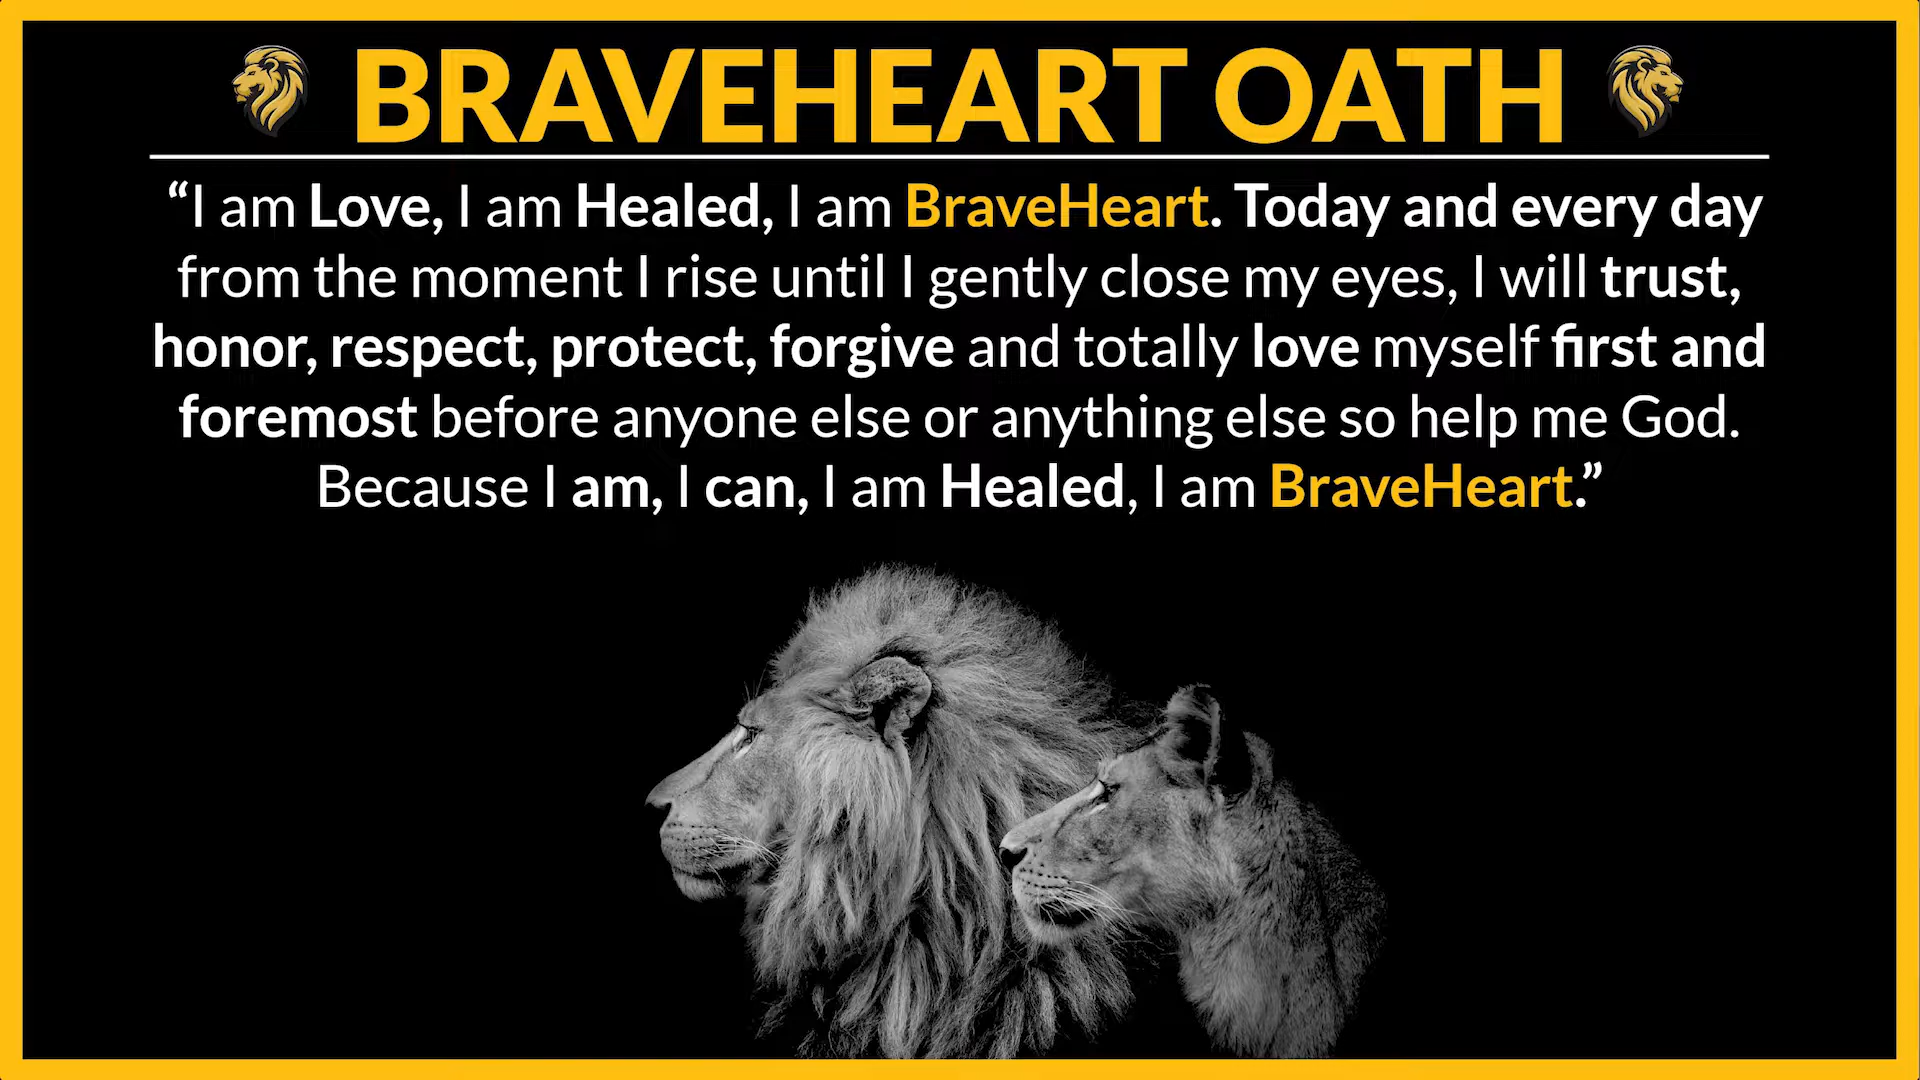 BRAVEHEART OATH
“I am Love, I am Healed, I am BraveHeart. Today and every day
from the moment I rise until I gently close my eyes, I will trust,
honor, respect, protect, forgive and totally love myself first and
foremost before anyone else or anything else so help me God.
Because I am, I can, I am Healed, I am BraveHeart.”